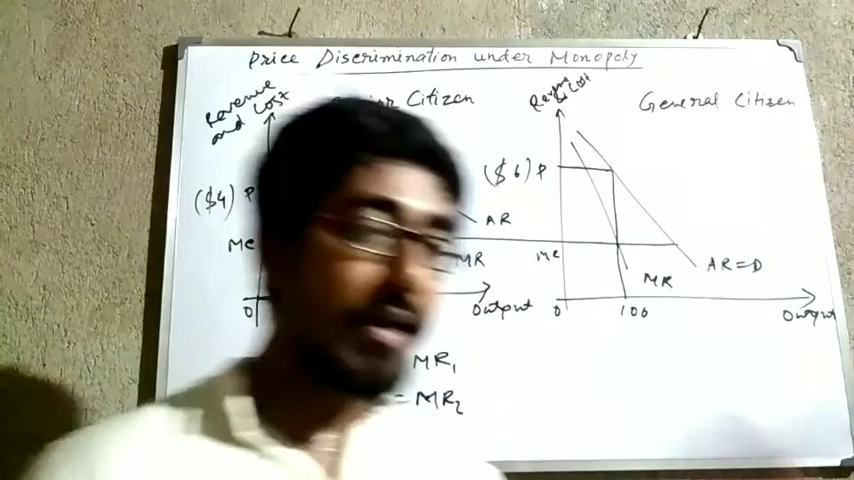 Price Discrimination under Monopoly
Revenue and Cost
Citizen
($4) P
AR
Mc
MR
0
Output
MR₁
= MR₂
Revenue and Cost
General Citizen
($6) P
Mc
AR=D
MR
0
100
Output